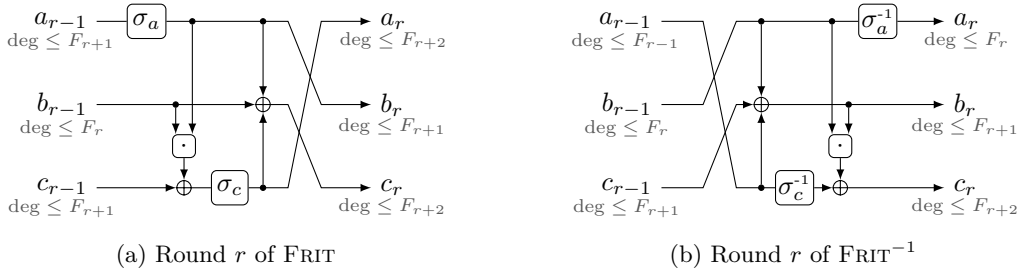 a_{r−1} σ_a a_r
deg ≤ F_{r+1} deg ≤ F_{r+2}
b_{r−1} ⊕ b_r
deg ≤ F_r deg ≤ F_{r+1}
·
c_{r−1} ⊕ σ_c c_r
deg ≤ F_{r+1} deg ≤ F_{r+2}
(a) Round r of FRIT
a_{r−1} σ_a^{-1} a_r
deg ≤ F_{r−1} deg ≤ F_r
b_{r−1} ⊕ b_r
deg ≤ F_r deg ≤ F_{r+1}
·
c_{r−1} σ_c^{-1} ⊕ c_r
deg ≤ F_{r+1} deg ≤ F_{r+2}
(b) Round r of FRIT^{−1}